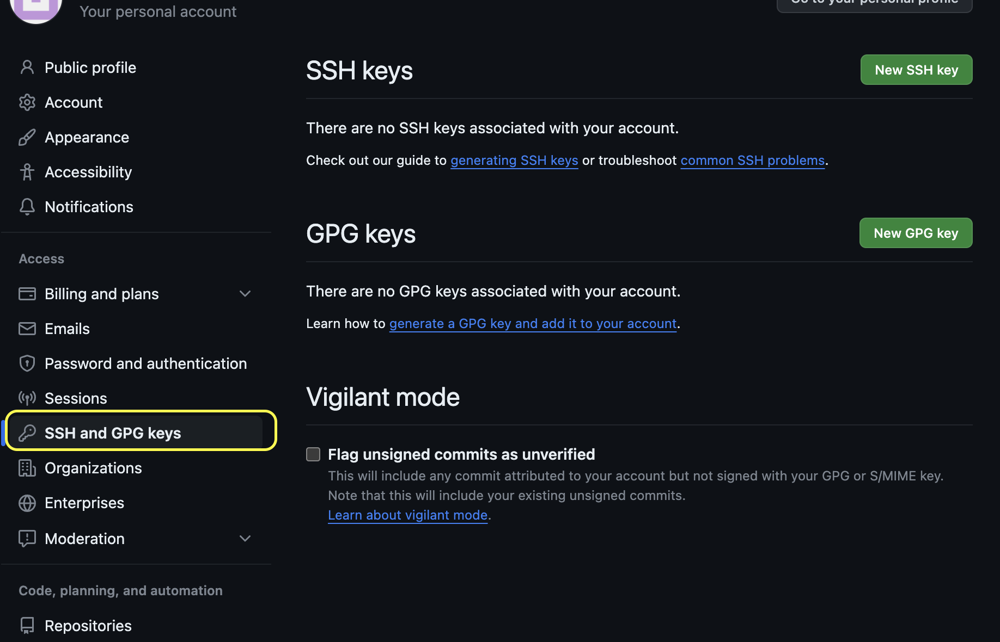 Your personal account
Go to your personal profile
Public profile
Account
Appearance
Accessibility
Notifications
Access
Billing and plans
Emails
Password and authentication
Sessions
SSH and GPG keys
Organizations
Enterprises
Moderation
Code, planning, and automation
Repositories
SSH keys
New SSH key
There are no SSH keys associated with your account.
Check out our guide to generating SSH keys or troubleshoot common SSH problems.
GPG keys
New GPG key
There are no GPG keys associated with your account.
Learn how to generate a GPG key and add it to your account.
Vigilant mode
Flag unsigned commits as unverified
This will include any commit attributed to your account but not signed with your GPG or S/MIME key.
Note that this will include your existing unsigned commits.
Learn about vigilant mode.